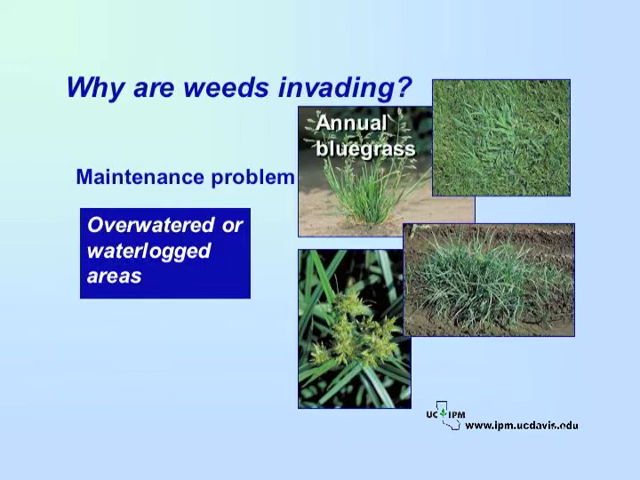 Why are weeds invading?
Annual
bluegrass
Maintenance problem
Overwatered or
waterlogged
areas
UC IPM
www.ipm.ucdavis.edu